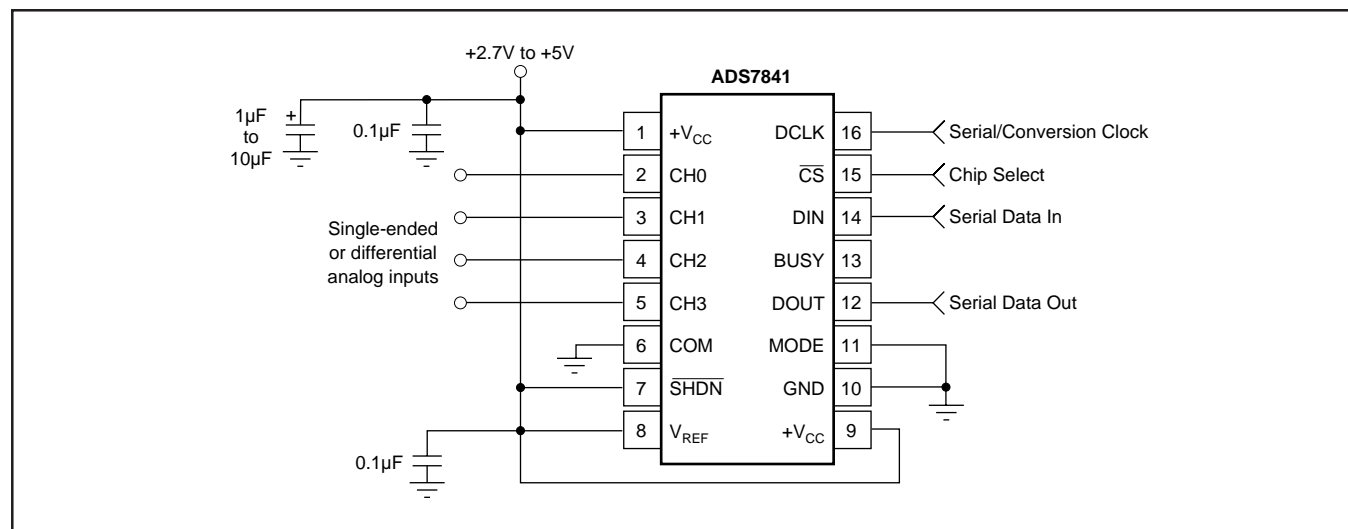 +2.7V to +5V
ADS7841
1µF
to
10µF
+
0.1µF
1
+VCC
DCLK
16
Serial/Conversion Clock
2
CH0
CS
15
Chip Select
3
CH1
DIN
14
Serial Data In
Single-ended
or differential
analog inputs
4
CH2
BUSY
13
5
CH3
DOUT
12
Serial Data Out
6
COM
MODE
11
7
SHDN
GND
10
8
VREF
+VCC
9
0.1µF